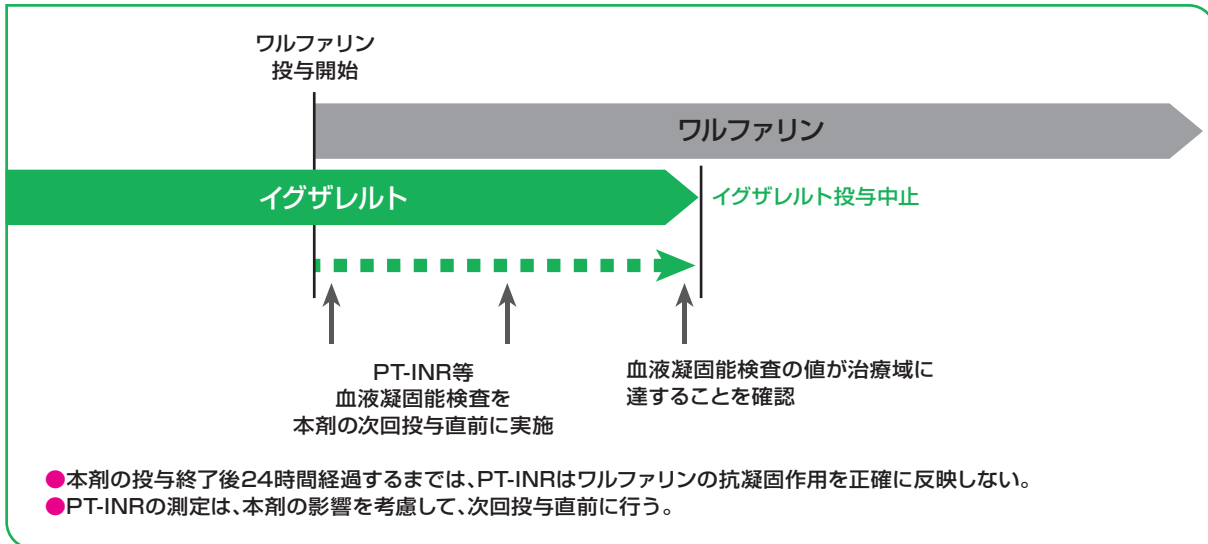 ワルファリン
投与開始
ワルファリン
イグザレルト
イグザレルト投与中止
PT-INR等
血液凝固能検査を
本剤の次回投与直前に実施
血液凝固能検査の値が治療域に
達することを確認
●本剤の投与終了後24時間経過するまでは、PT-INRはワルファリンの抗凝固作用を正確に反映しない。
●PT-INRの測定は、本剤の影響を考慮して、次回投与直前に行う。